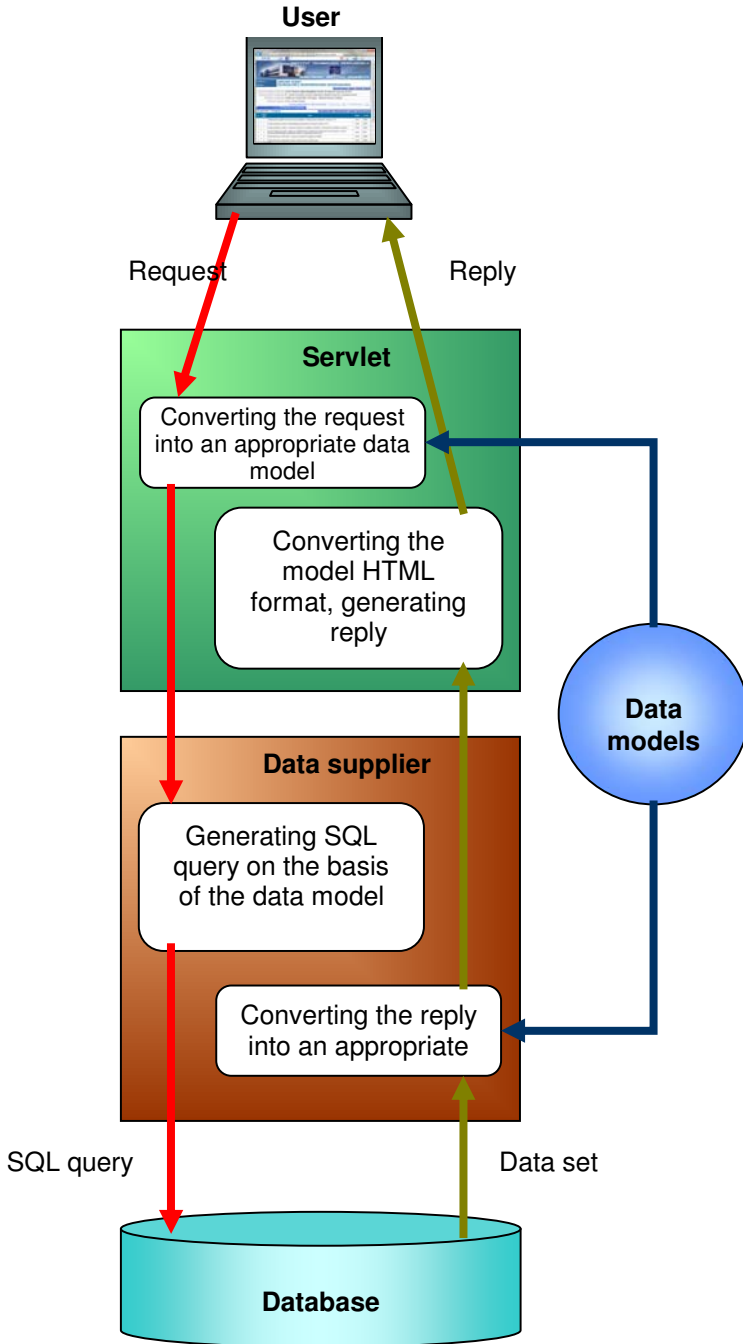 User
Request
Reply
Servlet
Converting the request
into an appropriate data
model
Converting the
model HTML
format, generating
reply
Data
models
Data supplier
Generating SQL
query on the basis
of the data model
Converting the reply
into an appropriate
SQL query
Data set
Database